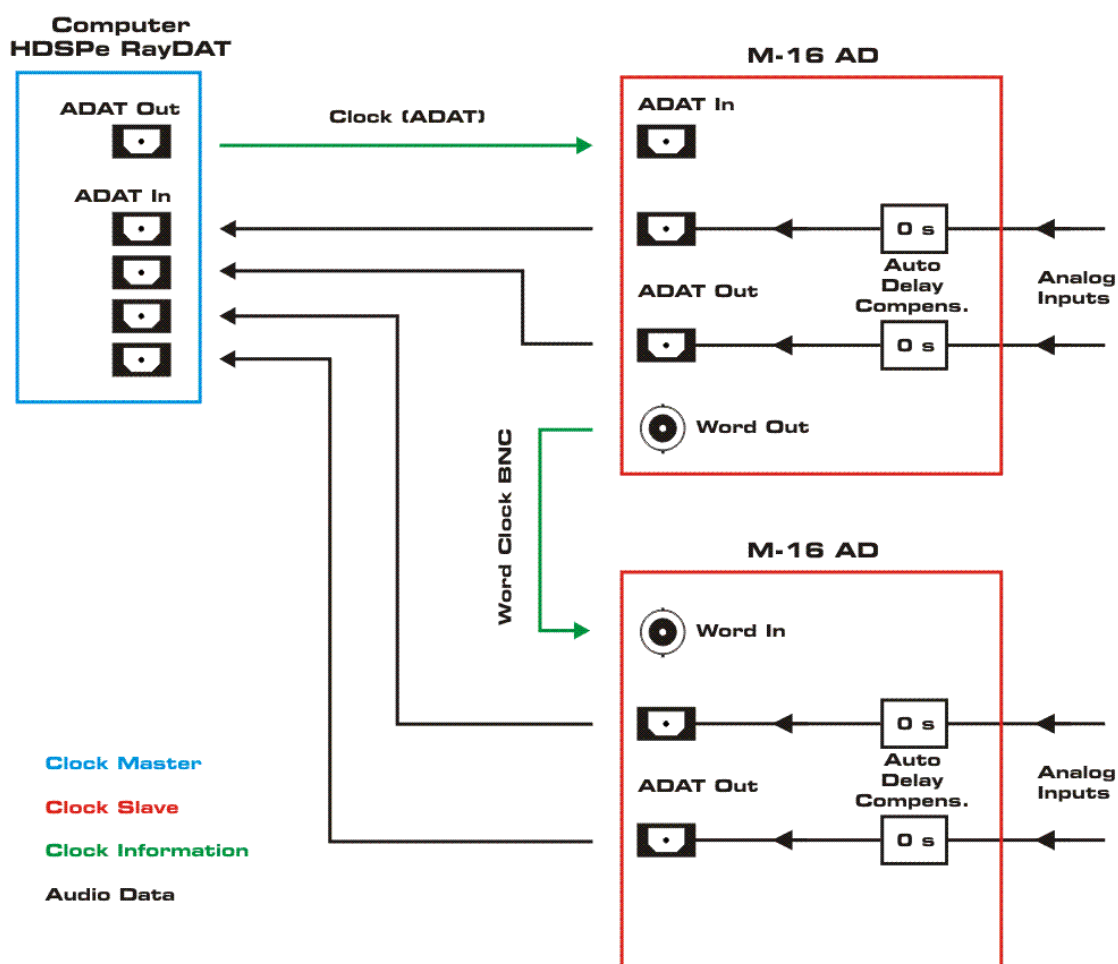 Computer
HDSPe RayDAT
ADAT Out
ADAT In
Clock (ADAT)
M-16 AD
ADAT In
0 s
Auto
Delay
Compens.
0 s
Analog
Inputs
ADAT Out
Word Out
Word Clock BNC
M-16 AD
Word In
0 s
Auto
Delay
Compens.
0 s
Analog
Inputs
ADAT Out
Clock Master
Clock Slave
Clock Information
Audio Data